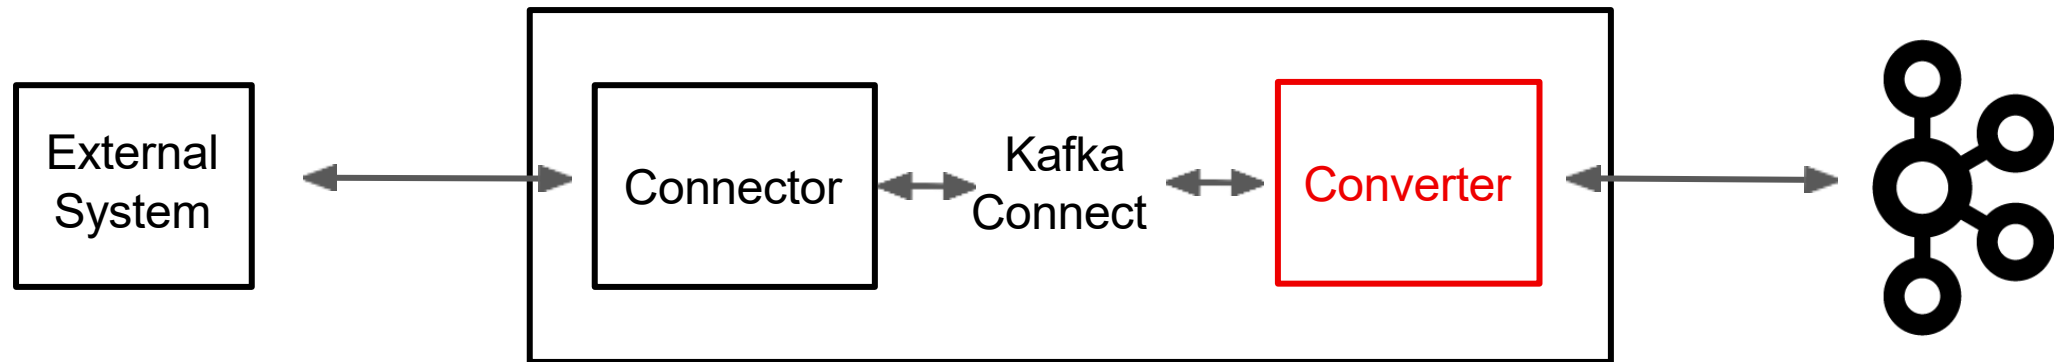 External
System
Connector
Kafka
Connect
Converter